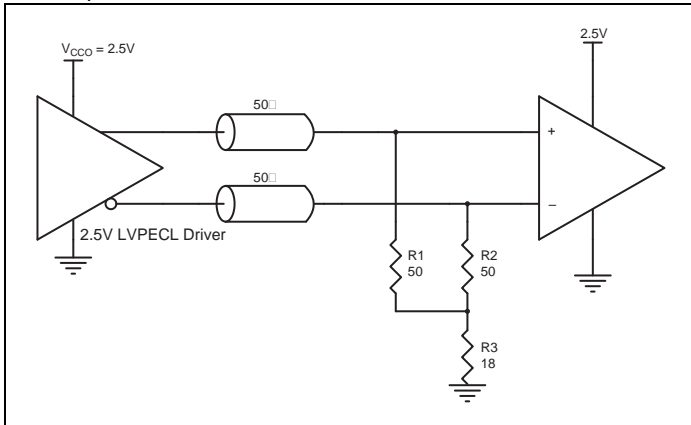 V_CCO = 2.5V
2.5V
50□
50□
+
−
2.5V LVPECL Driver
R1
50
R2
50
R3
18